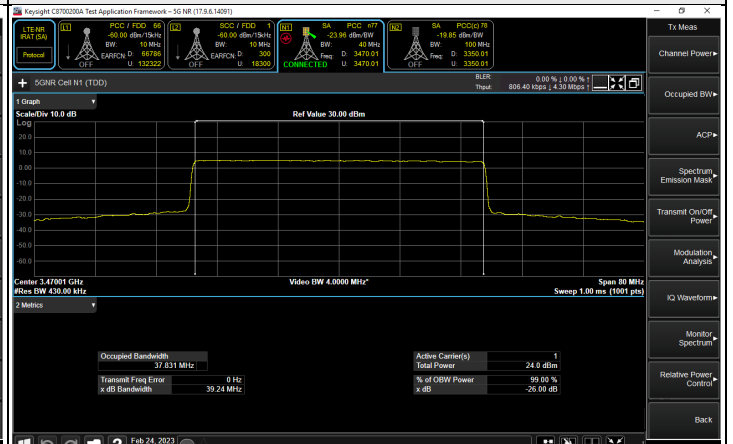 Keysight C8700200A Test Application Framework – 5G NR (17.9.6.14091)
LTE-NR
IRAT (SA)
Protocol
L1 PCC / FDD 66
-60.00 dBm/15kHz
BW: 10 MHz
EARFCN: D: 66786
U: 132322
OFF
L2 SCC / FDD 1
-60.00 dBm/15kHz
BW: 10 MHz
EARFCN: D: 300
U: 18300
OFF
N1 SA PCC n77
-23.96 dBm/BW
BW: 40 MHz
Freq: D: 3470.01
U: 3470.01
CONNECTED
N2 SA PCC(c) 78
-19.85 dBm/BW
BW: 100 MHz
Freq: D: 3350.01
U: 3350.01
OFF
5GNR Cell N1 (TDD)
BLER: 0.00 % ↓ 0.00 % ↑
Thput: 806.40 kbps ↓ 4.30 Mbps ↑
1 Graph
Scale/Div 10.0 dB
Ref Value 30.00 dBm
Log
20.0
10.0
0.00
-10.0
-20.0
-30.0
-40.0
-50.0
-60.0
Center 3.47001 GHz
Video BW 4.0000 MHz*
Span 80 MHz
#Res BW 430.00 kHz
Sweep 1.00 ms (1001 pts)
2 Metrics
Occupied Bandwidth
37.831 MHz
Transmit Freq Error 0 Hz
x dB Bandwidth 39.24 MHz
Active Carrier(s) 1
Total Power 24.0 dBm
% of OBW Power 99.00 %
x dB -26.00 dB
Feb 24, 2023
Tx Meas
Channel Power
Occupied BW
ACP
Spectrum
Emission Mask
Transmit On/Off
Power
Modulation
Analysis
IQ Waveform
Monitor
Spectrum
Relative Power
Control
Back